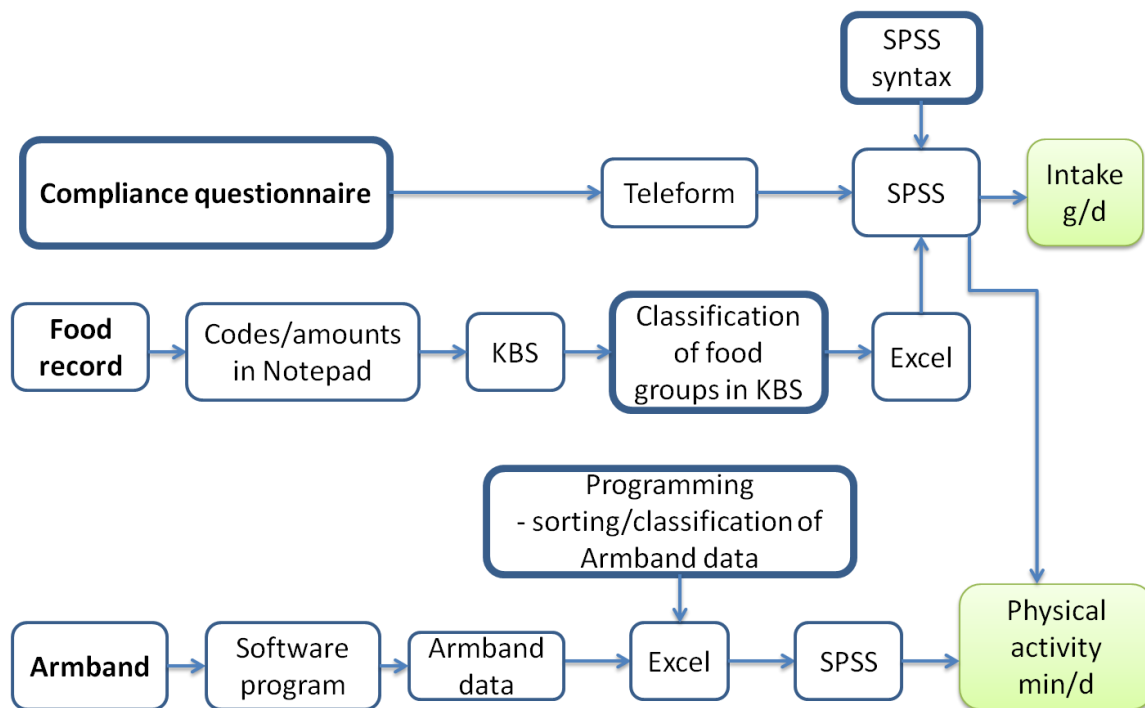 SPSS
syntax
Compliance questionnaire
Teleform
SPSS
Intake
g/d
Food
record
Codes/amounts
in Notepad
KBS
Classification
of food
groups in KBS
Excel
Programming
- sorting/classification of
Armband data
Armband
Software
program
Armband
data
Excel
SPSS
Physical
activity
min/d